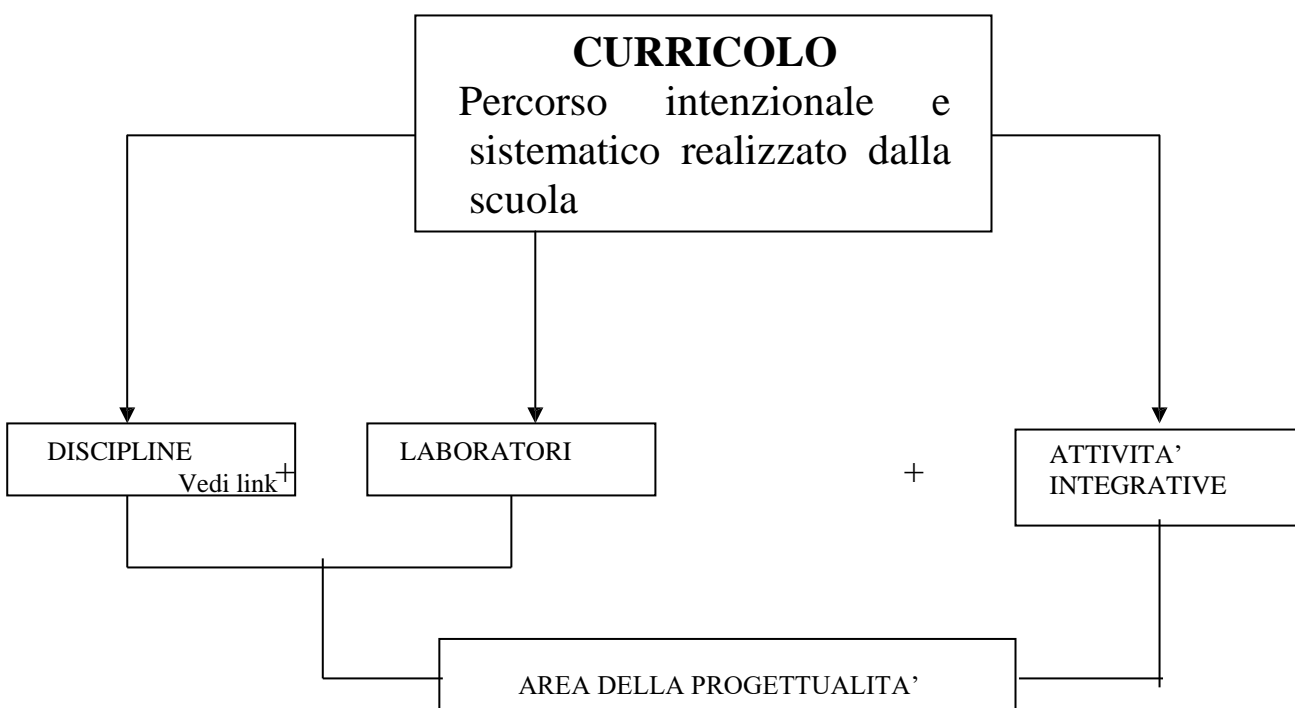 CURRICOLO
Percorso intenzionale e
sistematico realizzato dalla
scuola
DISCIPLINE
Vedi link
+
LABORATORI
+
ATTIVITA’
INTEGRATIVE
AREA DELLA PROGETTUALITA’